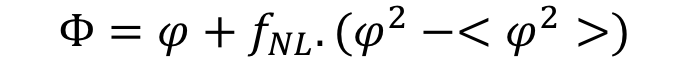 Φ = φ + f_NL. (φ² −< φ² >)